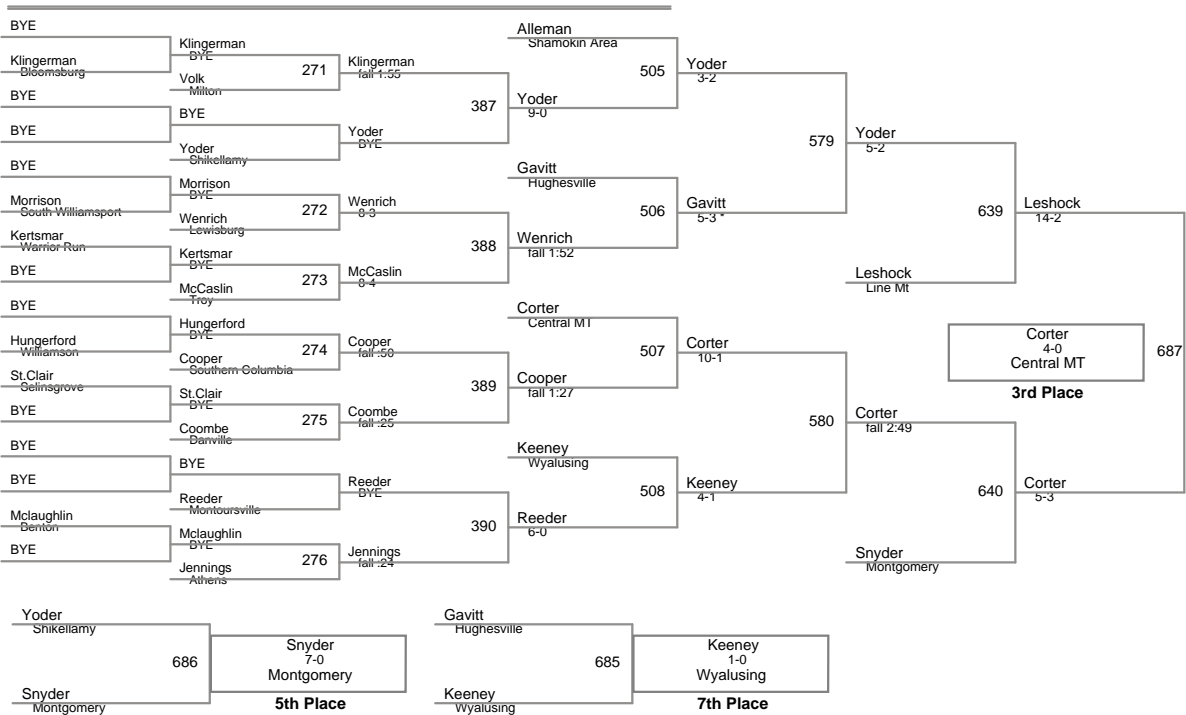 BYE
Klingerman
Bloomsburg
BYE
BYE
BYE
Morrison
South Williamsport
Kertsmar
Warrior Run
BYE
BYE
Hungerford
Williamson
St.Clair
Selinsgrove
BYE
BYE
BYE
Mclaughlin
Benton
BYE
Klingerman
BYE
271
Volk
Milton
BYE
Yoder
Shikellamy
Morrison
BYE
272
Wenrich
Lewisburg
Kertsmar
BYE
273
McCaslin
Troy
Hungerford
BYE
274
Cooper
Southern Columbia
St.Clair
BYE
275
Coombe
Danville
BYE
Reeder
Montoursville
Mclaughlin
BYE
276
Jennings
Athens
Klingerman
fall 1:55
387
Yoder
BYE
Wenrich
8-3
388
McCaslin
8-4
Cooper
fall :50
389
Coombe
fall :25
Reeder
BYE
390
Jennings
fall :24
Alleman
Shamokin Area
505
Yoder
9-0
Gavitt
Hughesville
506
Wenrich
fall 1:52
Corter
Central MT
507
Cooper
fall 1:27
Keeney
Wyalusing
508
Reeder
6-0
Yoder
3-2
579
Gavitt
5-3 *
Corter
10-1
580
Keeney
4-1
Yoder
5-2
639
Leshock
Line Mt
Corter
fall 2:49
640
Snyder
Montgomery
Leshock
14-2
Corter
4-0
Central MT
687
3rd Place
Corter
5-3
Yoder
Shikellamy
686
Snyder
Montgomery
Snyder
7-0
Montgomery
5th Place
Gavitt
Hughesville
685
Keeney
Wyalusing
Keeney
1-0
Wyalusing
7th Place